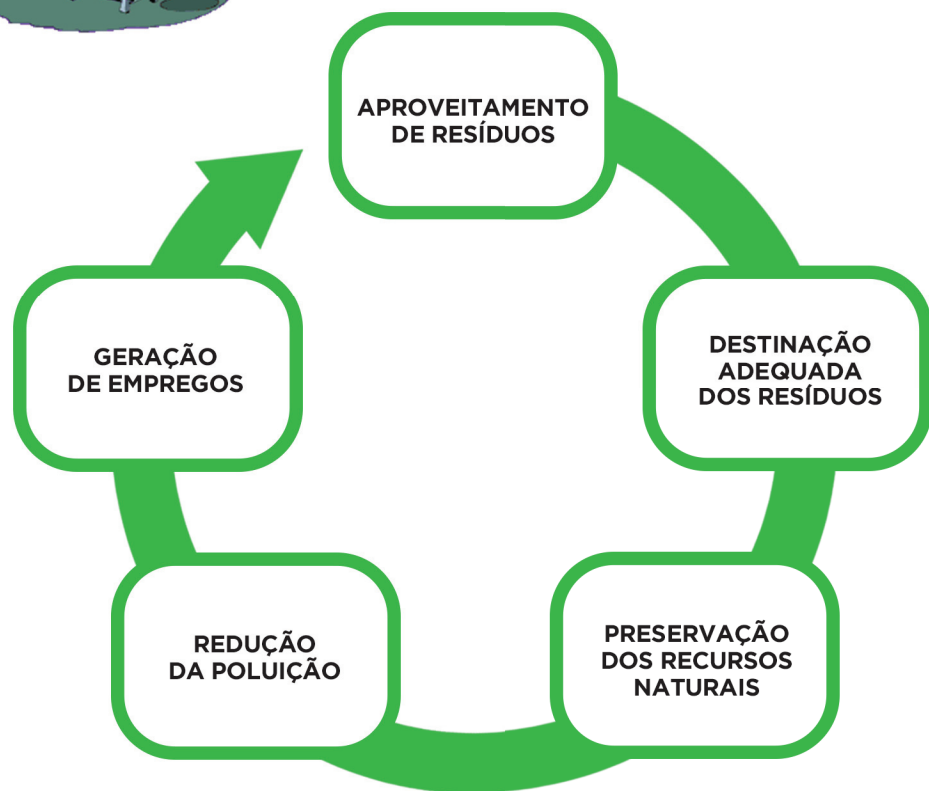 APROVEITAMENTO
DE RESÍDUOS
DESTINAÇÃO
ADEQUADA
DOS RESÍDUOS
PRESERVAÇÃO
DOS RECURSOS
NATURAIS
REDUÇÃO
DA POLUIÇÃO
GERAÇÃO
DE EMPREGOS